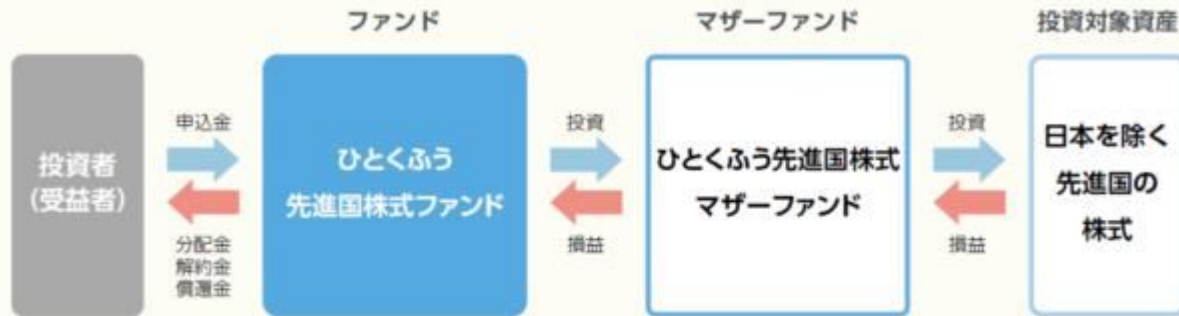 ファンド
マザーファンド
投資対象資産
投資者
(受益者)
申込金
分配金
解約金
償還金
ひとくふう
先進国株式ファンド
投資
損益
ひとくふう先進国株式
マザーファンド
投資
損益
日本を除く
先進国の
株式